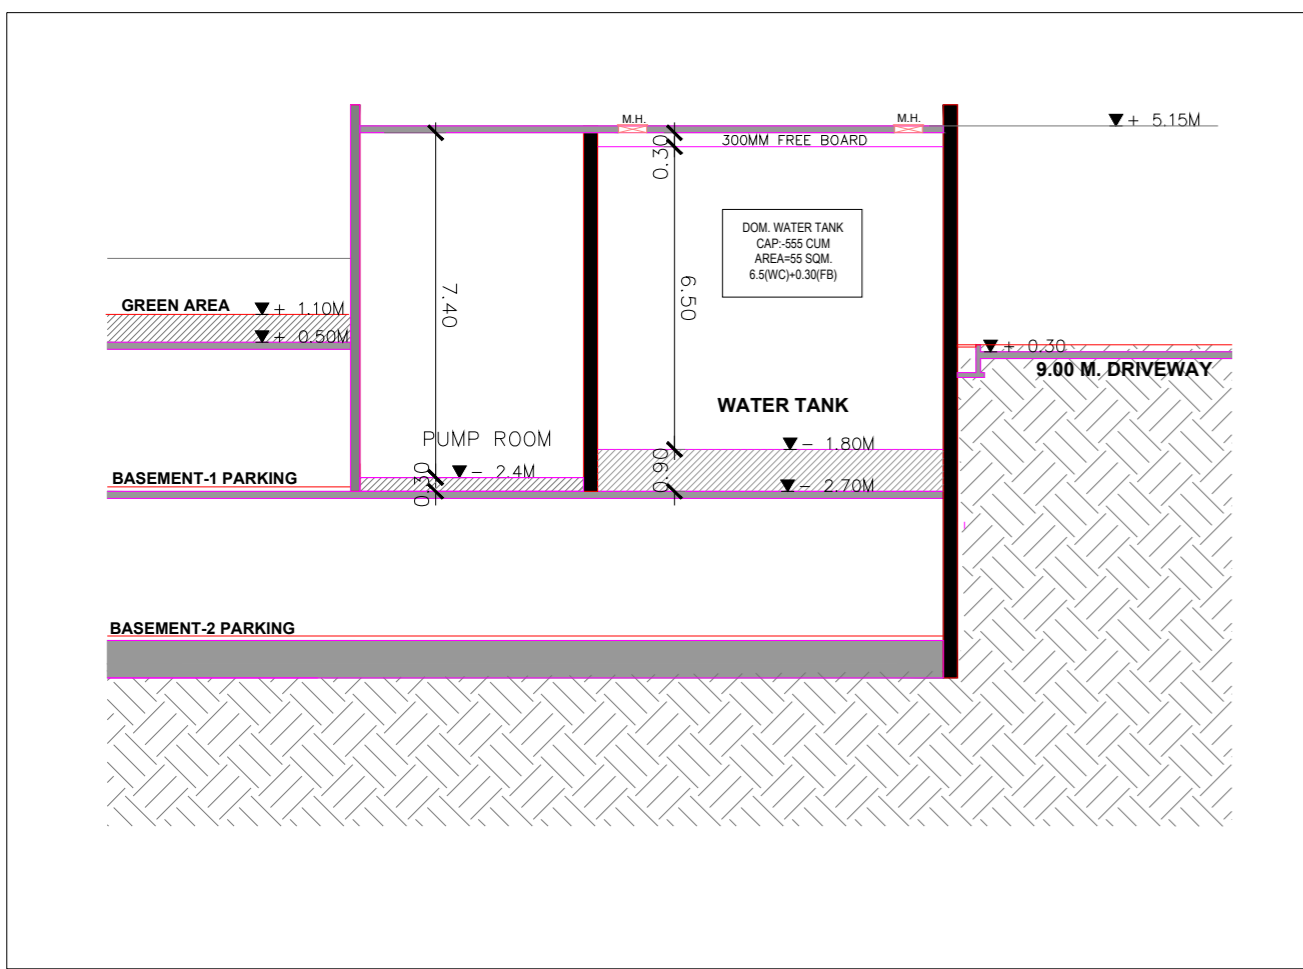 M.H.
M.H.
+ 5.15M
300MM FREE BOARD
0.30
DOM. WATER TANK
CAP:-555 CUM
AREA=55 SQM.
6.5(WC)+0.30(FB)
7.40
6.50
GREEN AREA
+ 1.10M
+ 0.50M
+ 0.30
9.00 M. DRIVEWAY
WATER TANK
PUMP ROOM
- 1.80M
- 2.4M
BASEMENT-1 PARKING
0.30
0.90
- 2.70M
BASEMENT-2 PARKING